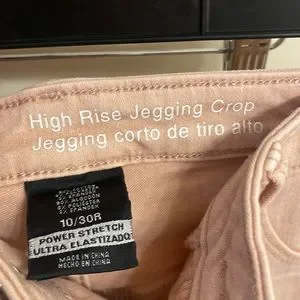 High Rise Jegging Crop
Jegging corto de tiro alto
10/30R
POWER STRETCH
ULTRA ELASTIZADO
MADE IN CHINA
HECHO EN CHINA